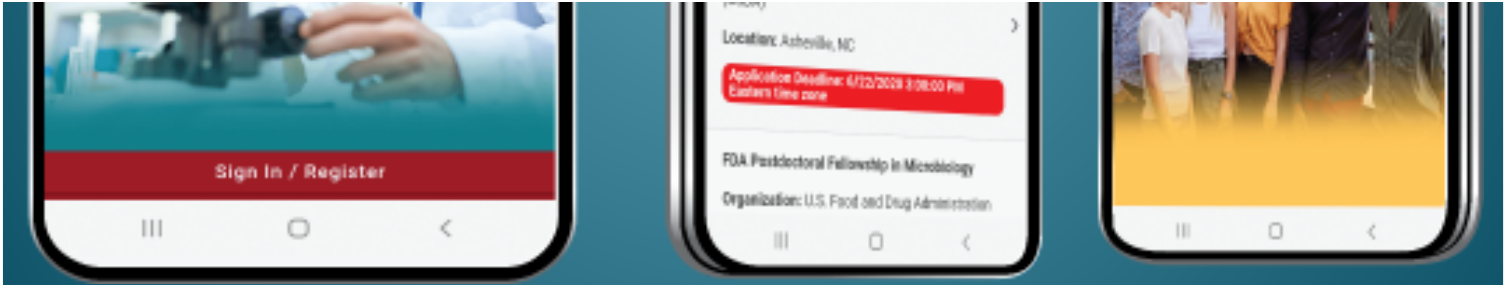 Sign In / Register
Location: Asheville, NC
Application Deadline: 6/22/2020 3:00:00 PM
Eastern time zone
FDA Postdoctoral Fellowship in Microbiology
Organization: U.S. Food and Drug Administration